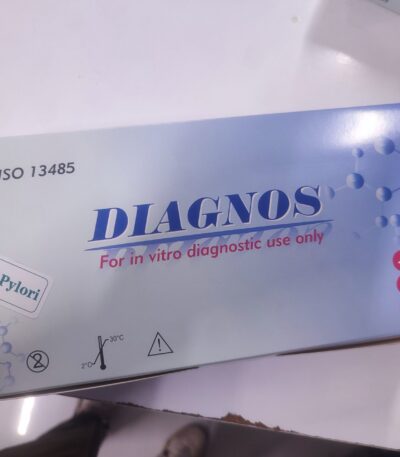 ISO 13485
DIAGNOS
For in vitro diagnostic use only
Pylori
2°C
30°C